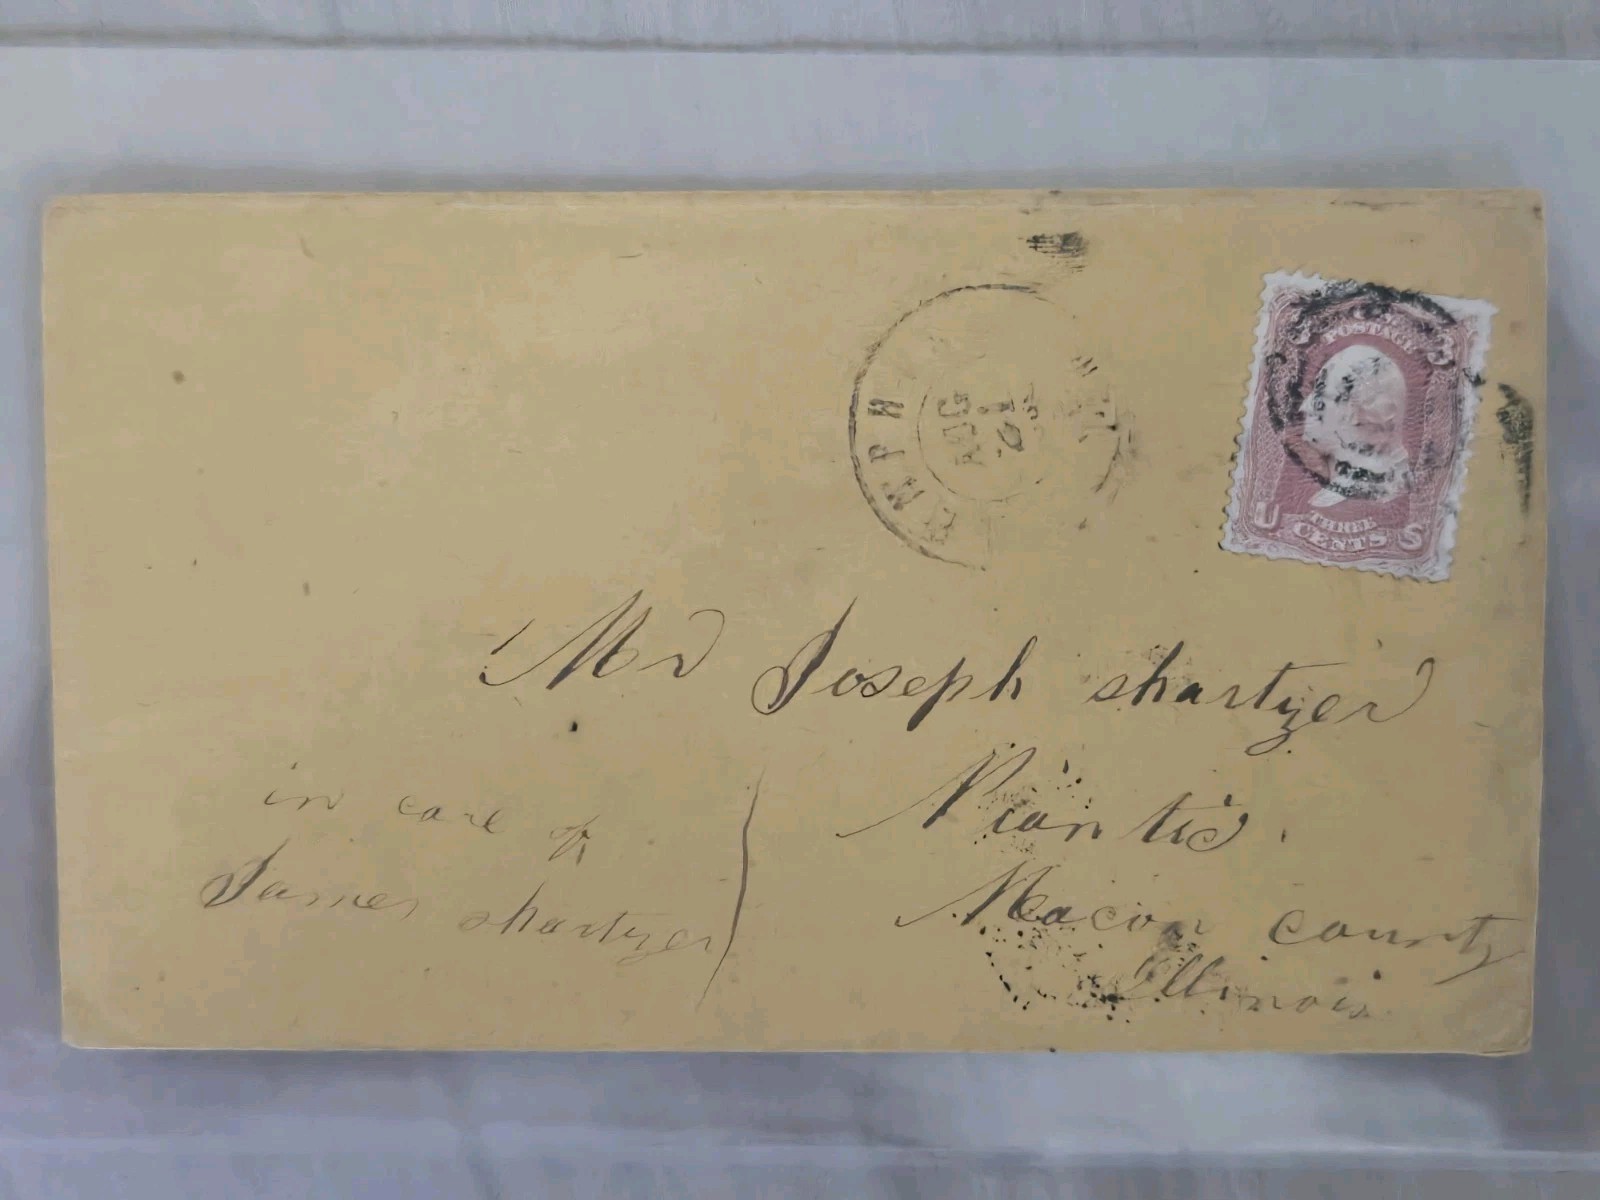 AUG
POSTAGE
U THREE S
CENTS
Mr Joseph shartzer
Niantic.
Macon county
Illinois
in care of
James shartzer